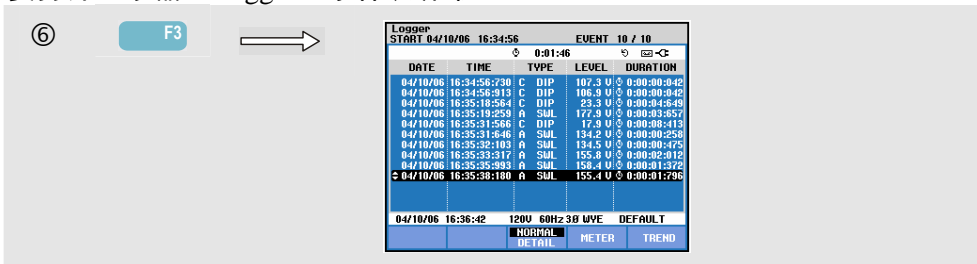 ⑥ F3
Logger
START 04/10/06 16:34:56 EVENT 10 / 10
0:01:46
DATE TIME TYPE LEVEL DURATION
04/10/06 16:34:56:730 C DIP 107.3 V 0:00:00:042
04/10/06 16:34:56:913 C DIP 106.9 V 0:00:00:042
04/10/06 16:35:18:564 C DIP 23.3 V 0:00:04:649
04/10/06 16:35:19:259 A SWL 177.9 V 0:00:03:657
04/10/06 16:35:31:566 C DIP 17.9 V 0:00:08:413
04/10/06 16:35:31:646 A SWL 134.2 V 0:00:00:258
04/10/06 16:35:32:103 A SWL 134.5 V 0:00:00:475
04/10/06 16:35:33:317 A SWL 155.8 V 0:00:02:012
04/10/06 16:35:35:993 A SWL 158.4 V 0:00:01:372
04/10/06 16:35:38:180 A SWL 155.4 V 0:00:01:796
04/10/06 16:36:42 120V 60Hz 3Ø WYE DEFAULT
NORMAL
DETAIL METER TREND